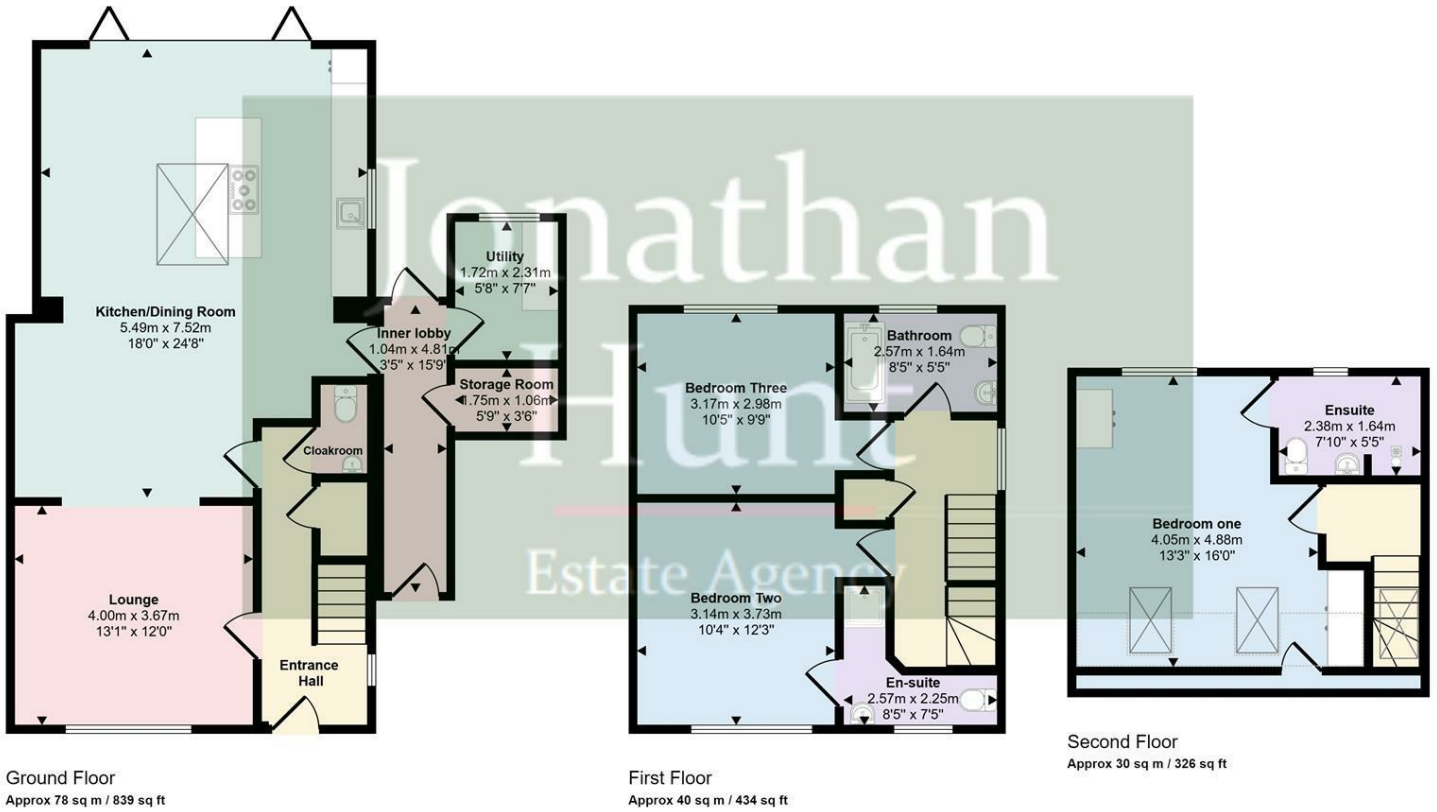 Jonathan
Hunt
Estate Agency
Kitchen/Dining Room
5.49m x 7.52m
18'0" x 24'8"
Utility
1.72m x 2.31m
5'8" x 7'7"
Inner lobby
1.04m x 4.81m
3'5" x 15'9"
Storage Room
1.75m x 1.06m
5'9" x 3'6"
Cloakroom
Lounge
4.00m x 3.67m
13'1" x 12'0"
Entrance
Hall
Ground Floor
Approx 78 sq m / 839 sq ft
Bedroom Three
3.17m x 2.98m
10'5" x 9'9"
Bathroom
2.57m x 1.64m
8'5" x 5'5"
Bedroom Two
3.14m x 3.73m
10'4" x 12'3"
En-suite
2.57m x 2.25m
8'5" x 7'5"
First Floor
Approx 40 sq m / 434 sq ft
Ensuite
2.38m x 1.64m
7'10" x 5'5"
Bedroom one
4.05m x 4.88m
13'3" x 16'0"
Second Floor
Approx 30 sq m / 326 sq ft